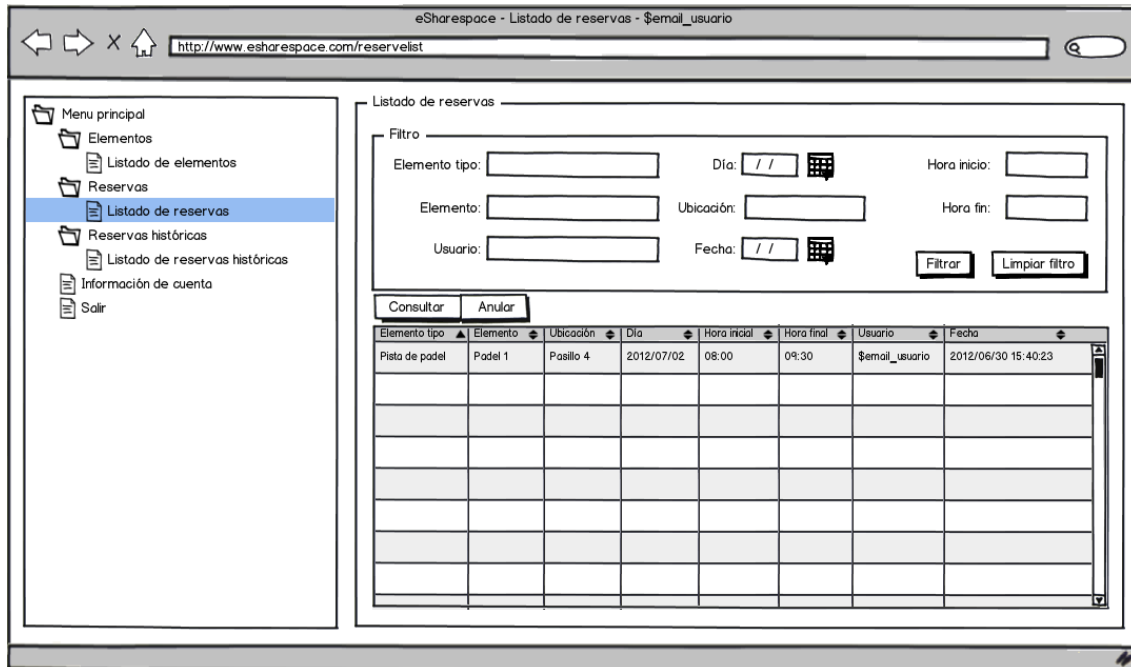 eSharespace - Listado de reservas - $email_usuario
http://www.esharespace.com/reservelist
Menu principal
Elementos
Listado de elementos
Reservas
Listado de reservas
Reservas históricas
Listado de reservas históricas
Información de cuenta
Salir
Listado de reservas
Filtro
Elemento tipo: Día: / / Hora inicio:
Elemento: Ubicación: Hora fin:
Usuario: Fecha: / /
Filtrar Limpiar filtro
Consultar Anular
Elemento tipo Elemento Ubicación Día Hora inicial Hora final Usuario Fecha
Pista de padel Padel 1 Pasillo 4 2012/07/02 08:00 09:30 $email_usuario 2012/06/30 15:40:23